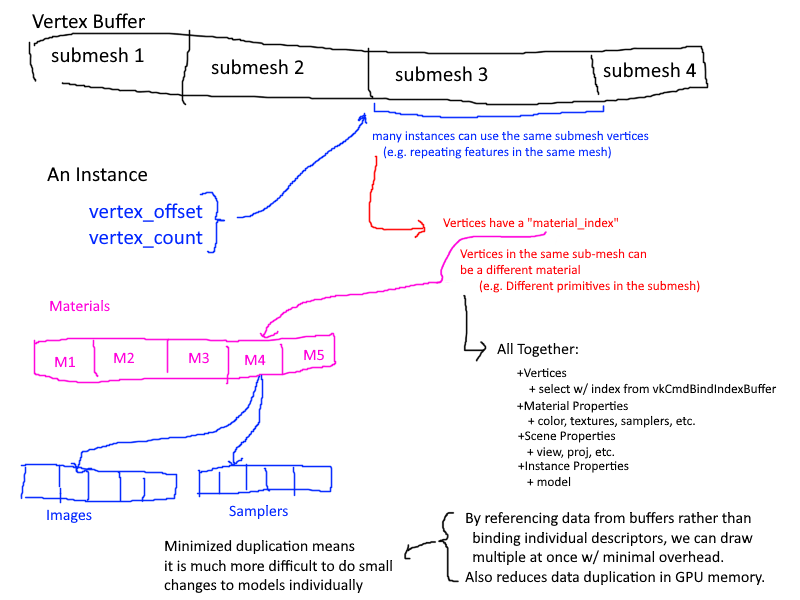 Vertex Buffer
submesh 1
submesh 2
submesh 3
submesh 4
many instances can use the same submesh vertices
(e.g. repeating features in the same mesh)
An Instance
vertex_offset
vertex_count
Vertices have a "material_index"
Vertices in the same sub-mesh can
be a different material
(e.g. Different primitives in the submesh)
Materials
M1
M2
M3
M4
M5
All Together:
+Vertices
+ select w/ index from vkCmdBindIndexBuffer
+Material Properties
+ color, textures, samplers, etc.
+Scene Properties
+ view, proj, etc.
+Instance Properties
+ model
Images
Samplers
By referencing data from buffers rather than
binding individual descriptors, we can draw
multiple at once w/ minimal overhead.
Also reduces data duplication in GPU memory.
Minimized duplication means
it is much more difficult to do small
changes to models individually